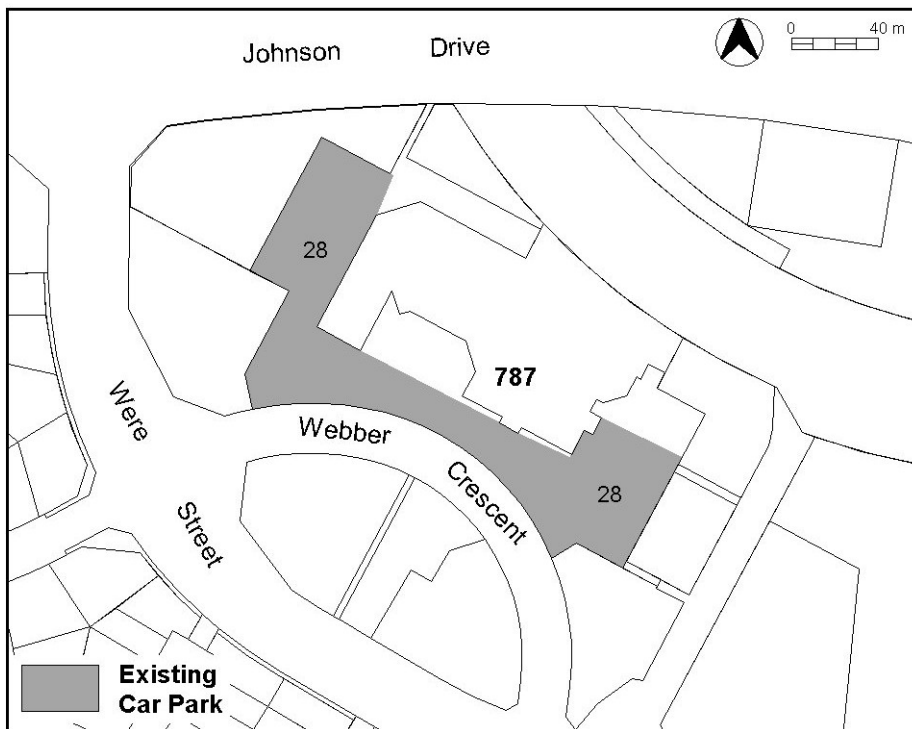 Johnson Drive
0 40 m
28
787
Were
Street
Webber
Crescent
28
Existing
Car Park